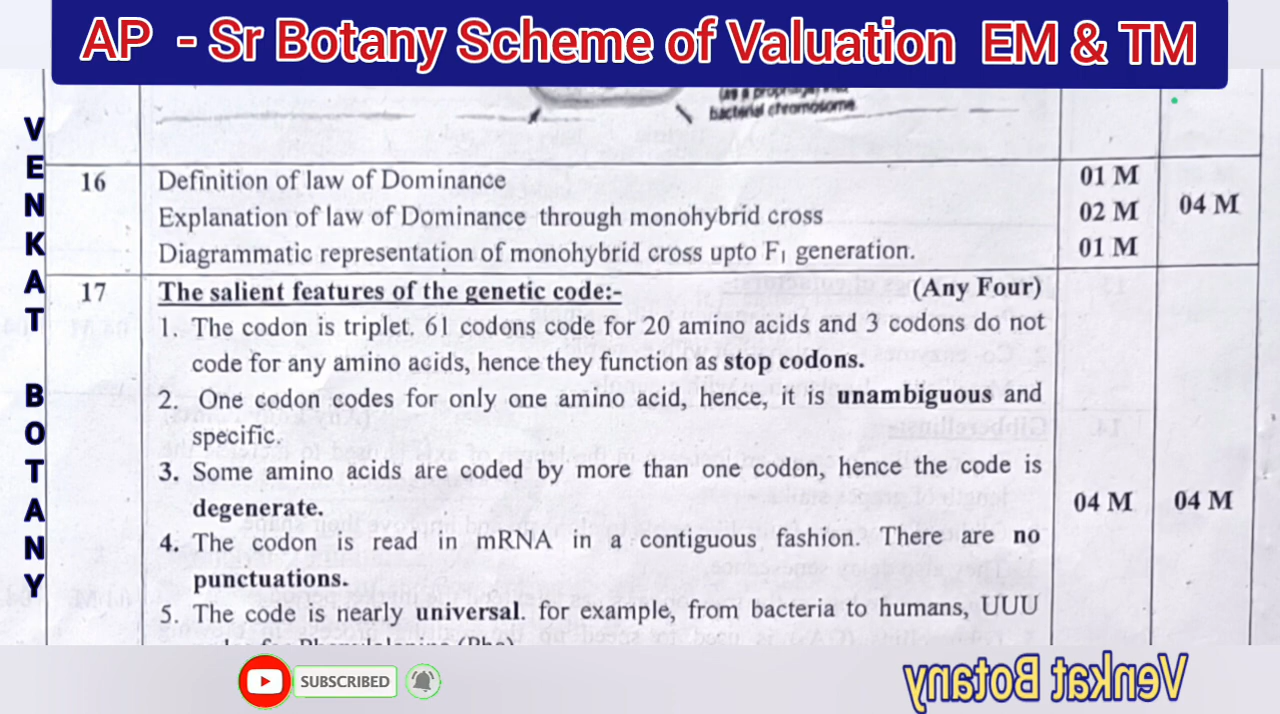 AP - Sr Botany Scheme of Valuation EM & TM
(as a prophage) into
bacterial chromosome
VENKAT BOTANY
16 Definition of law of Dominance 01 M
Explanation of law of Dominance through monohybrid cross 02 M 04 M
Diagrammatic representation of monohybrid cross upto F₁ generation. 01 M
17 The salient features of the genetic code:- (Any Four)
1. The codon is triplet. 61 codons code for 20 amino acids and 3 codons do not
code for any amino acids, hence they function as stop codons.
2. One codon codes for only one amino acid, hence, it is unambiguous and
specific.
3. Some amino acids are coded by more than one codon, hence the code is
degenerate.
04 M 04 M
4. The codon is read in mRNA in a contiguous fashion. There are no
punctuations.
5. The code is nearly universal. for example, from bacteria to humans, UUU
SUBSCRIBED
Venkat Botany